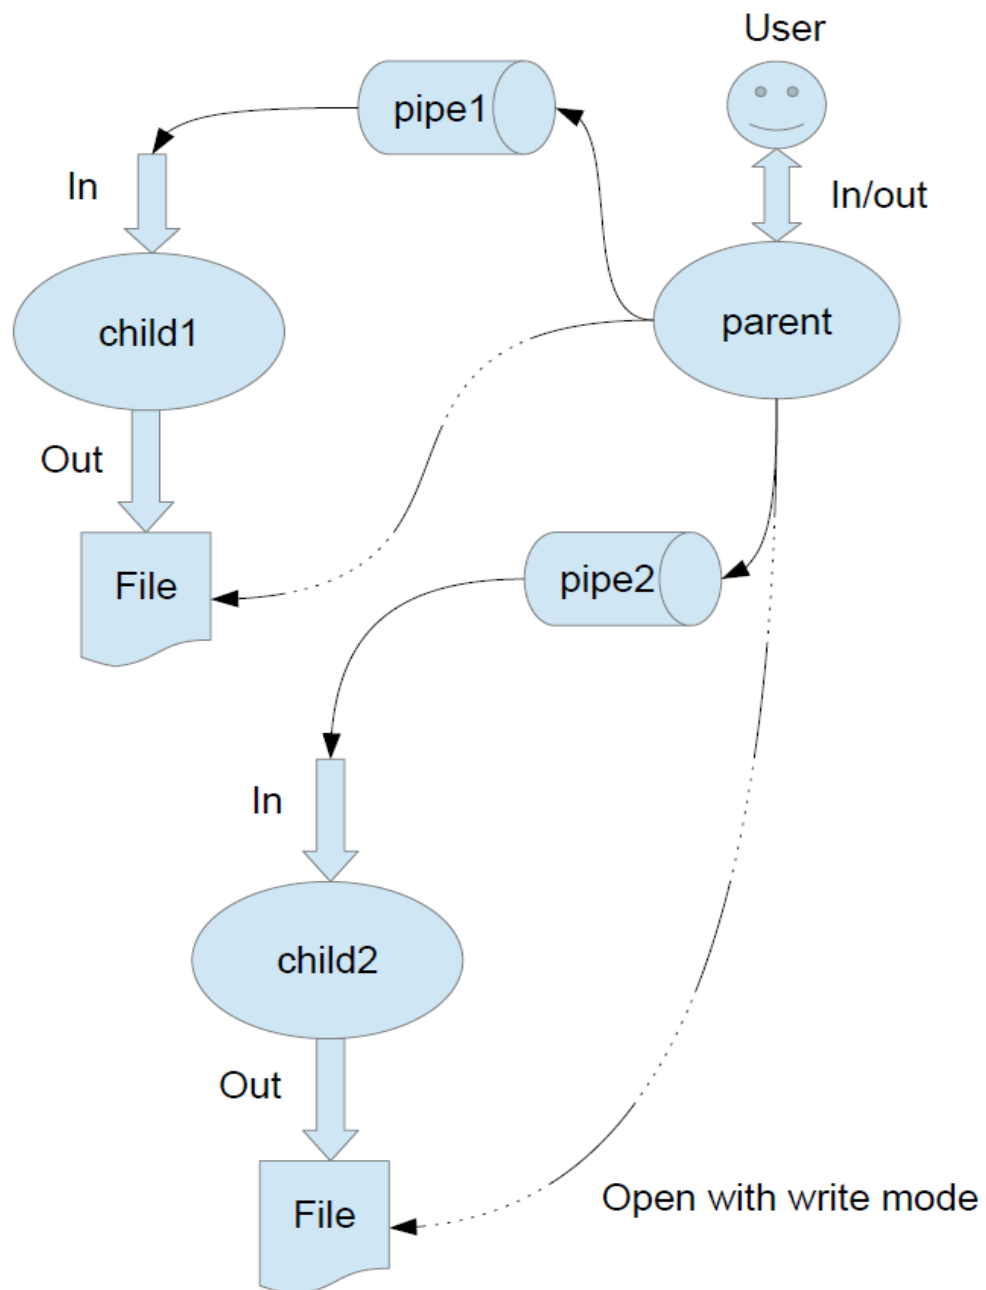 User
pipe1
In
In/out
child1
parent
Out
File
pipe2
In
child2
Out
File
Open with write mode